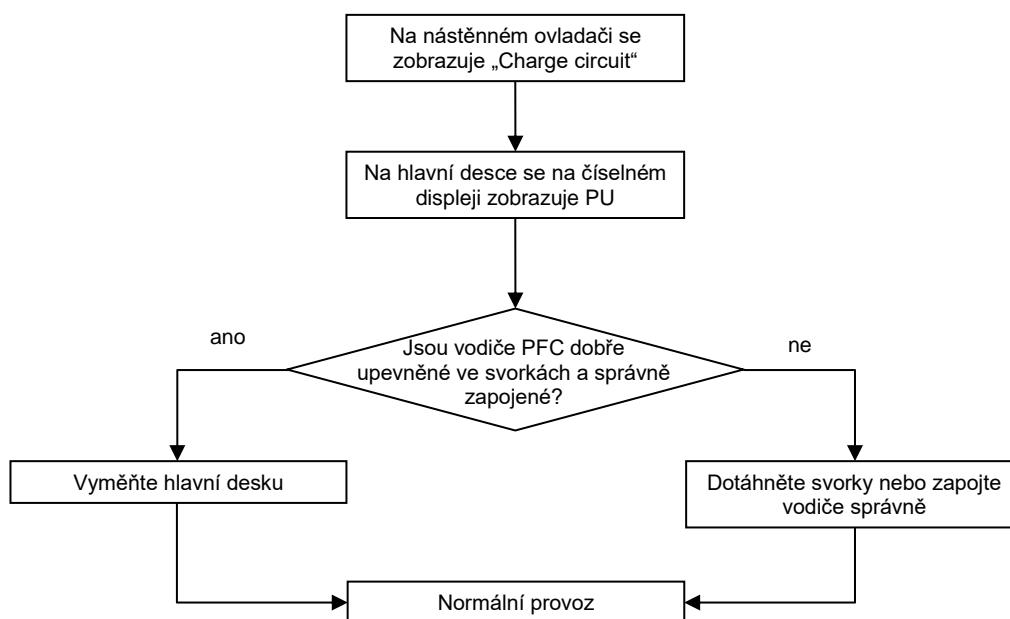 Na nástěnném ovladači se
zobrazuje „Charge circuit“
Na hlavní desce se na číselném
displeji zobrazuje PU
ano
Jsou vodiče PFC dobře
upevněné ve svorkách a správně
zapojené?
ne
Vyměňte hlavní desku
Dotáhněte svorky nebo zapojte
vodiče správně
Normální provoz